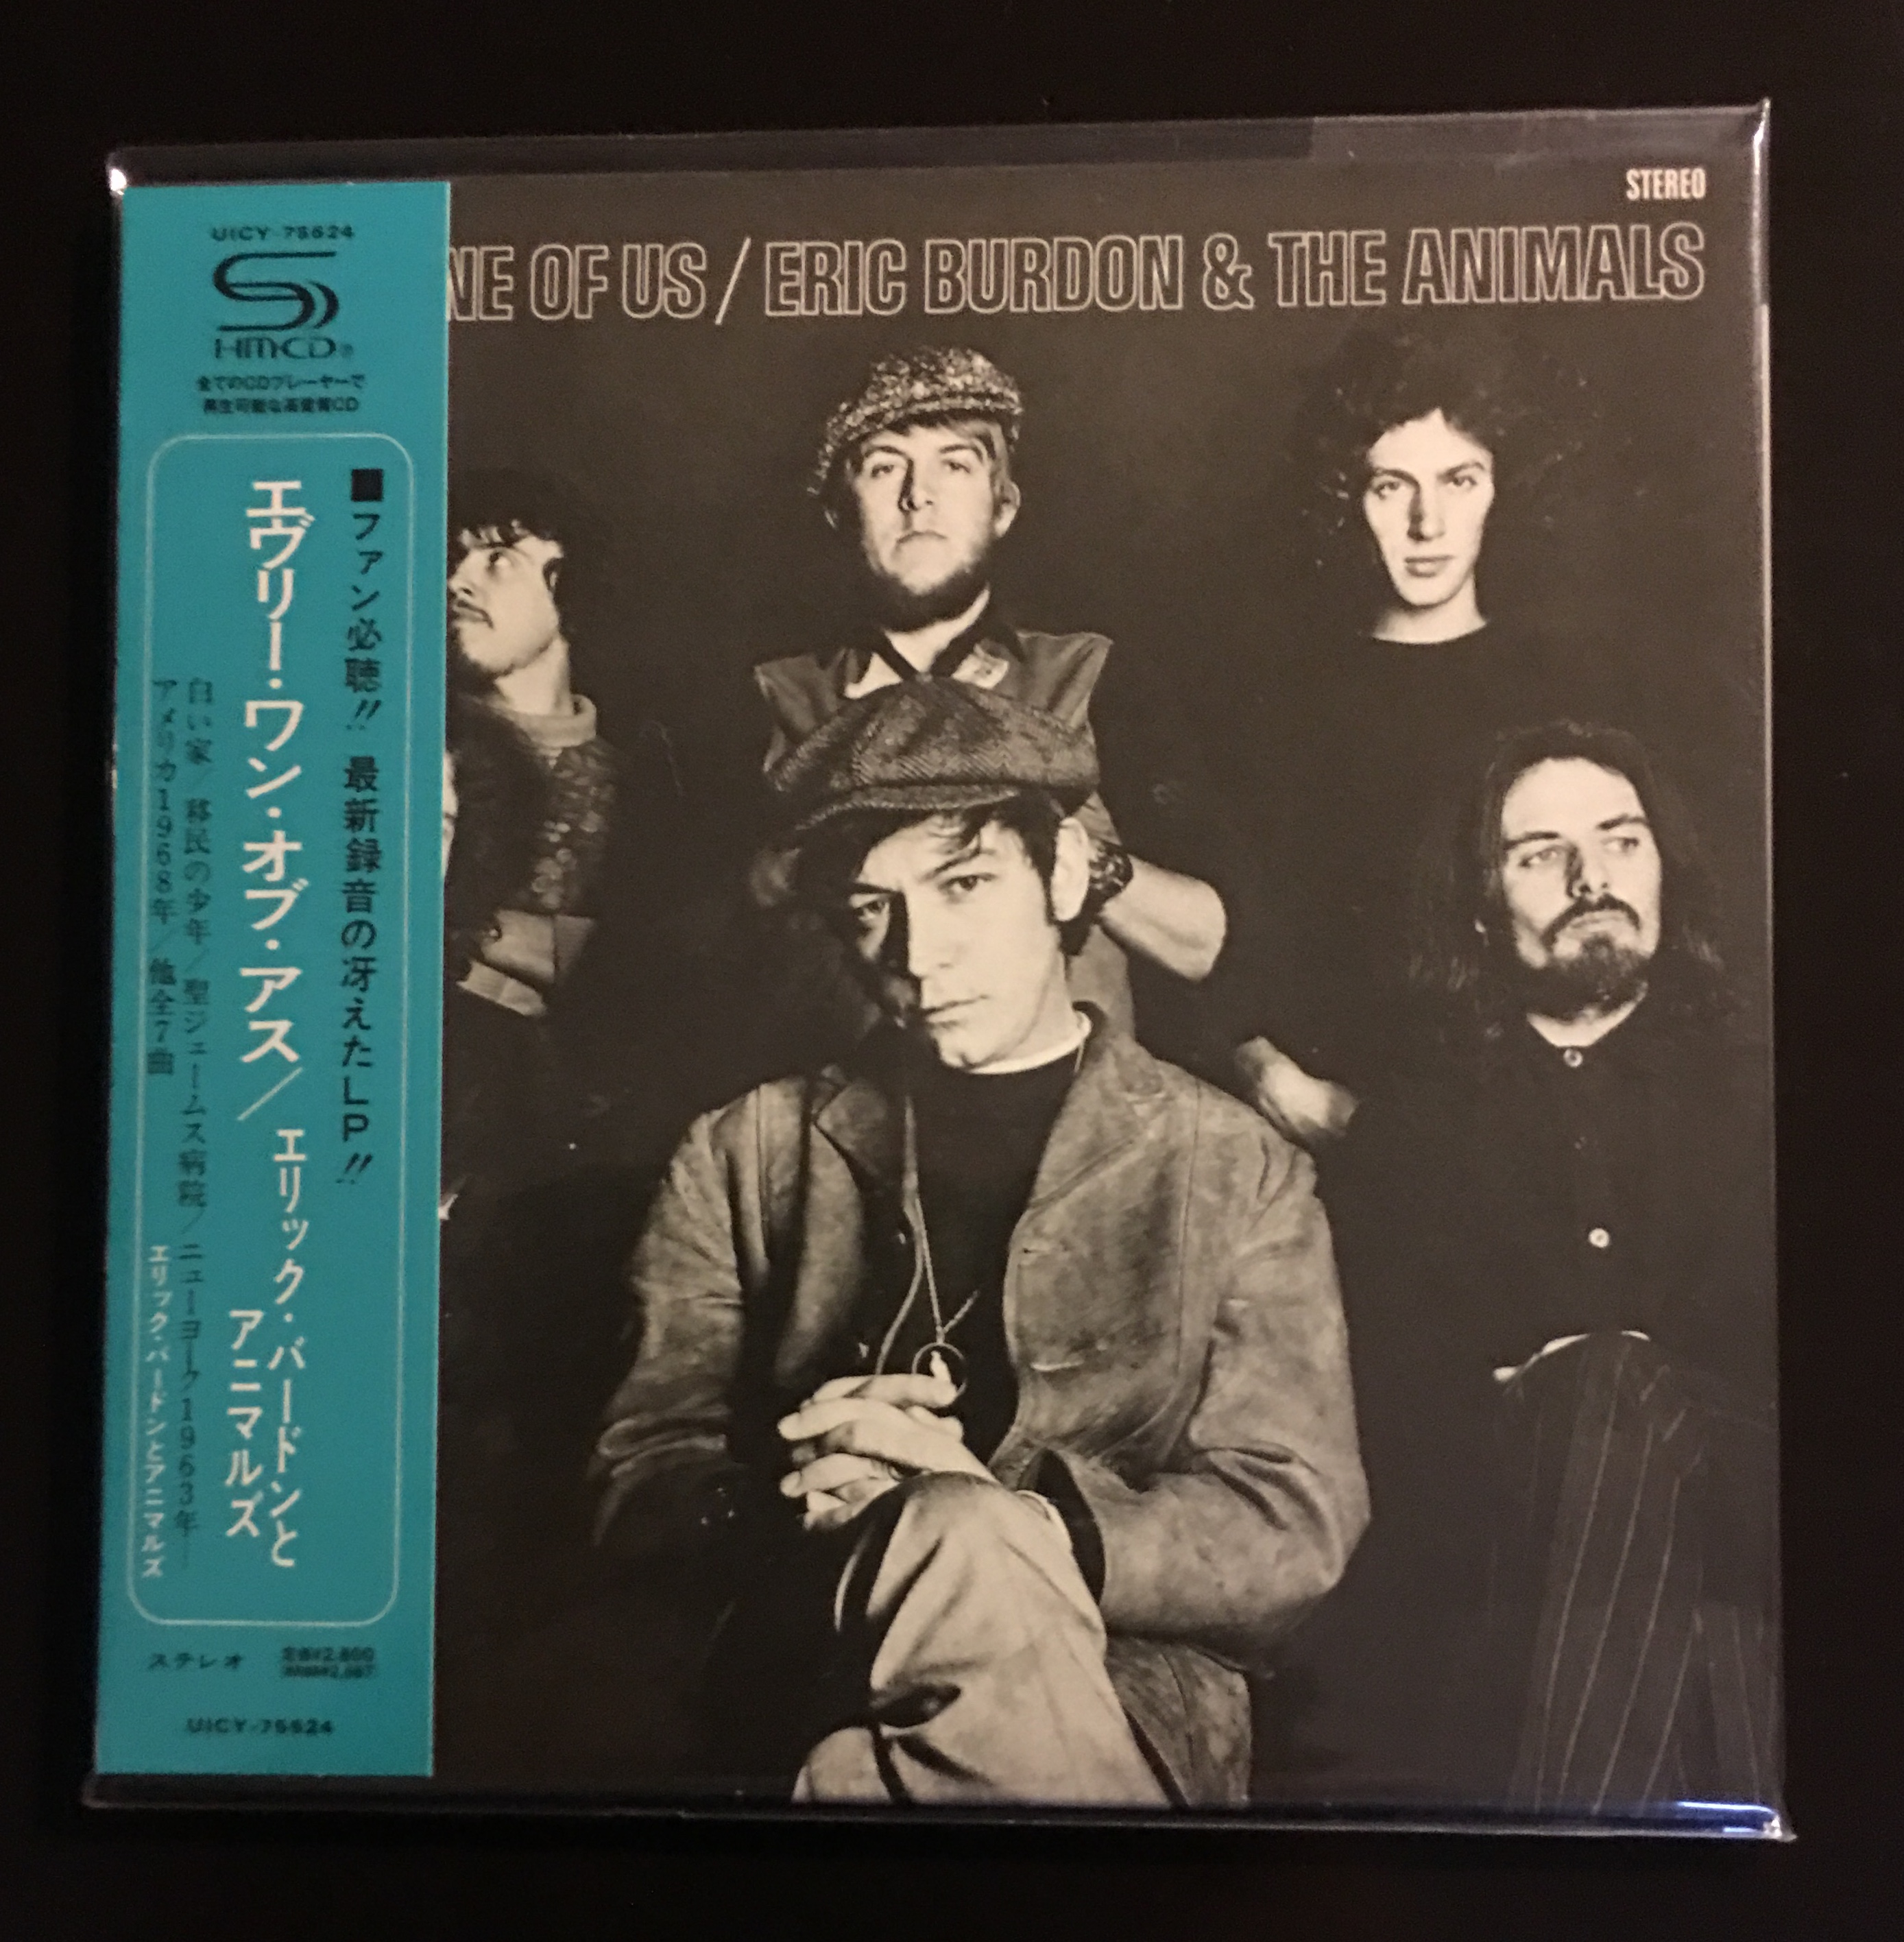 STEREO
NE OF US / ERIC BURDON & THE ANIMALS
UICY-75624
HM-CD
全てのCDプレーヤーで
再生可能な高音質CD
■ファン必聴!! 最新録音の冴えたLP!!
エヴリー・ワン・オブ・アス/
エリック・バードンと
アニマルズ
白い家/移民の少年/聖ジェームス病院/ニューヨーク1963年―
アメリカ1968年/他全7曲
エリック・バードンとアニマルズ
ステレオ
定価¥2,800
UICY-75624